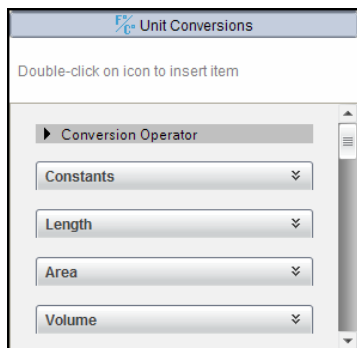 F°/C° Unit Conversions
Double-click on icon to insert item
Conversion Operator
Constants
Length
Area
Volume